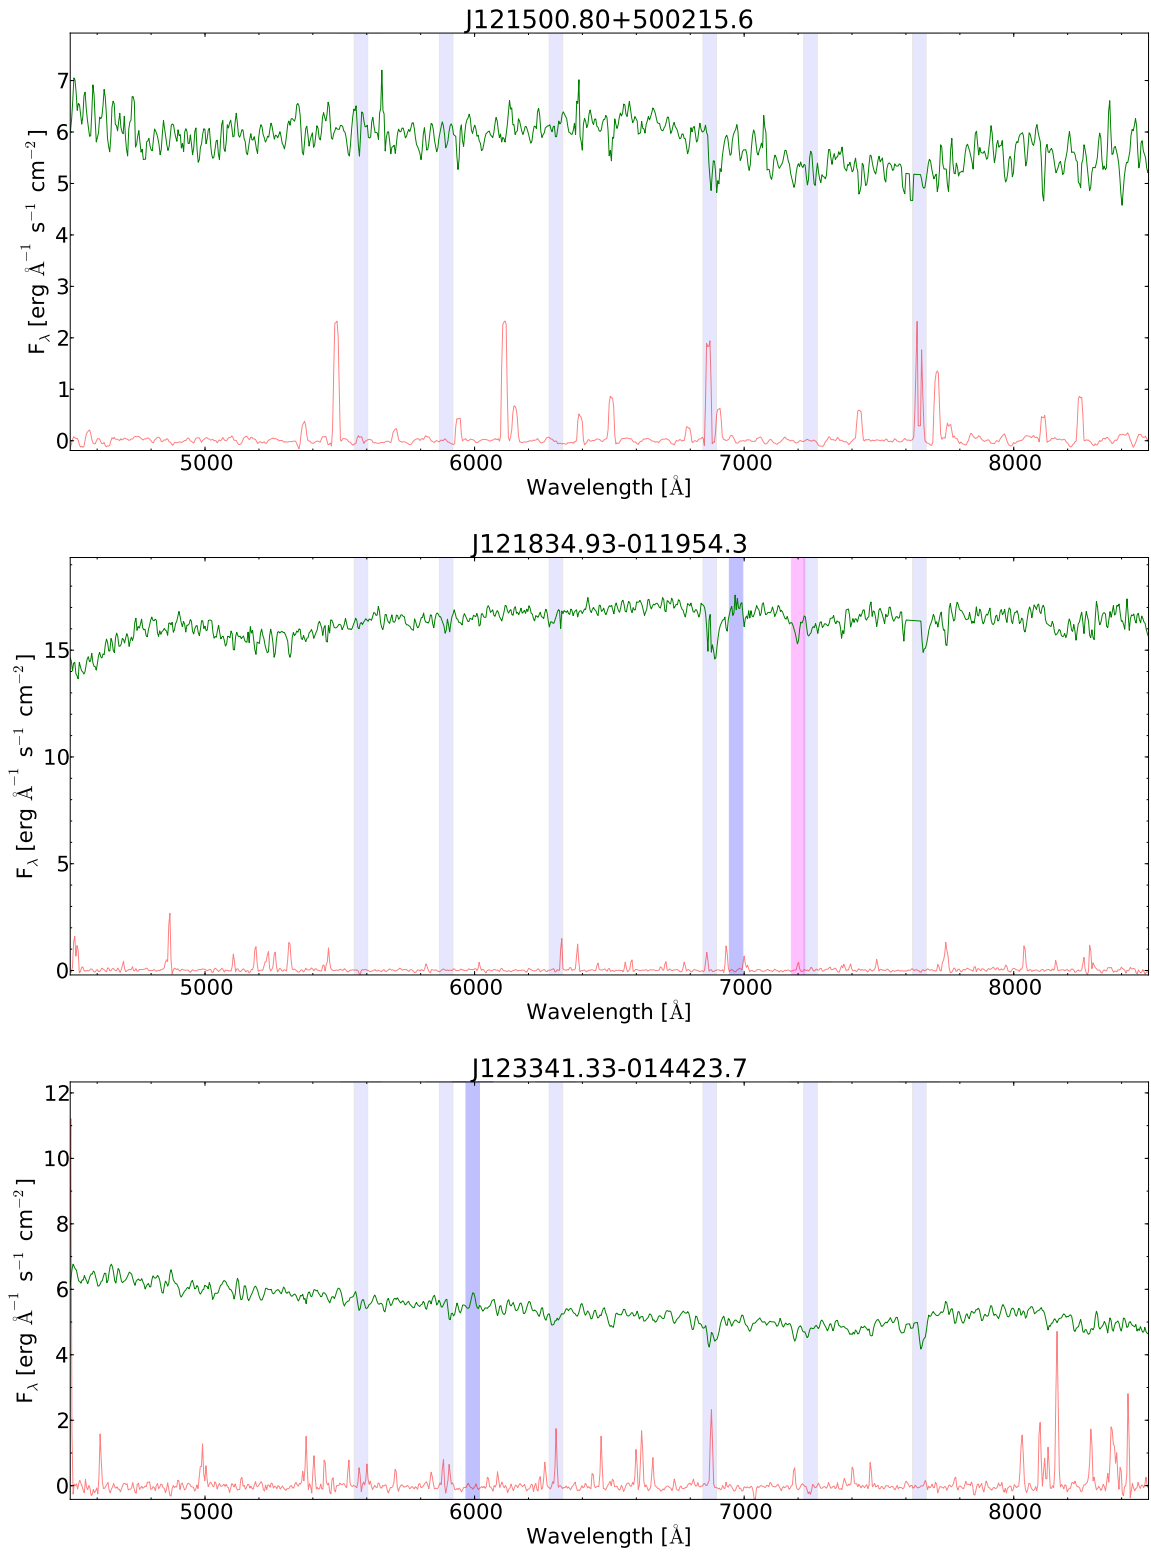 J121500.80+500215.6
7
6
5
4
3
2
1
0
F_λ [erg Å⁻¹ s⁻¹ cm⁻²]
5000 6000 7000 8000
Wavelength [Å]
J121834.93-011954.3
15
10
5
0
F_λ [erg Å⁻¹ s⁻¹ cm⁻²]
5000 6000 7000 8000
Wavelength [Å]
J123341.33-014423.7
12
10
8
6
4
2
0
F_λ [erg Å⁻¹ s⁻¹ cm⁻²]
5000 6000 7000 8000
Wavelength [Å]